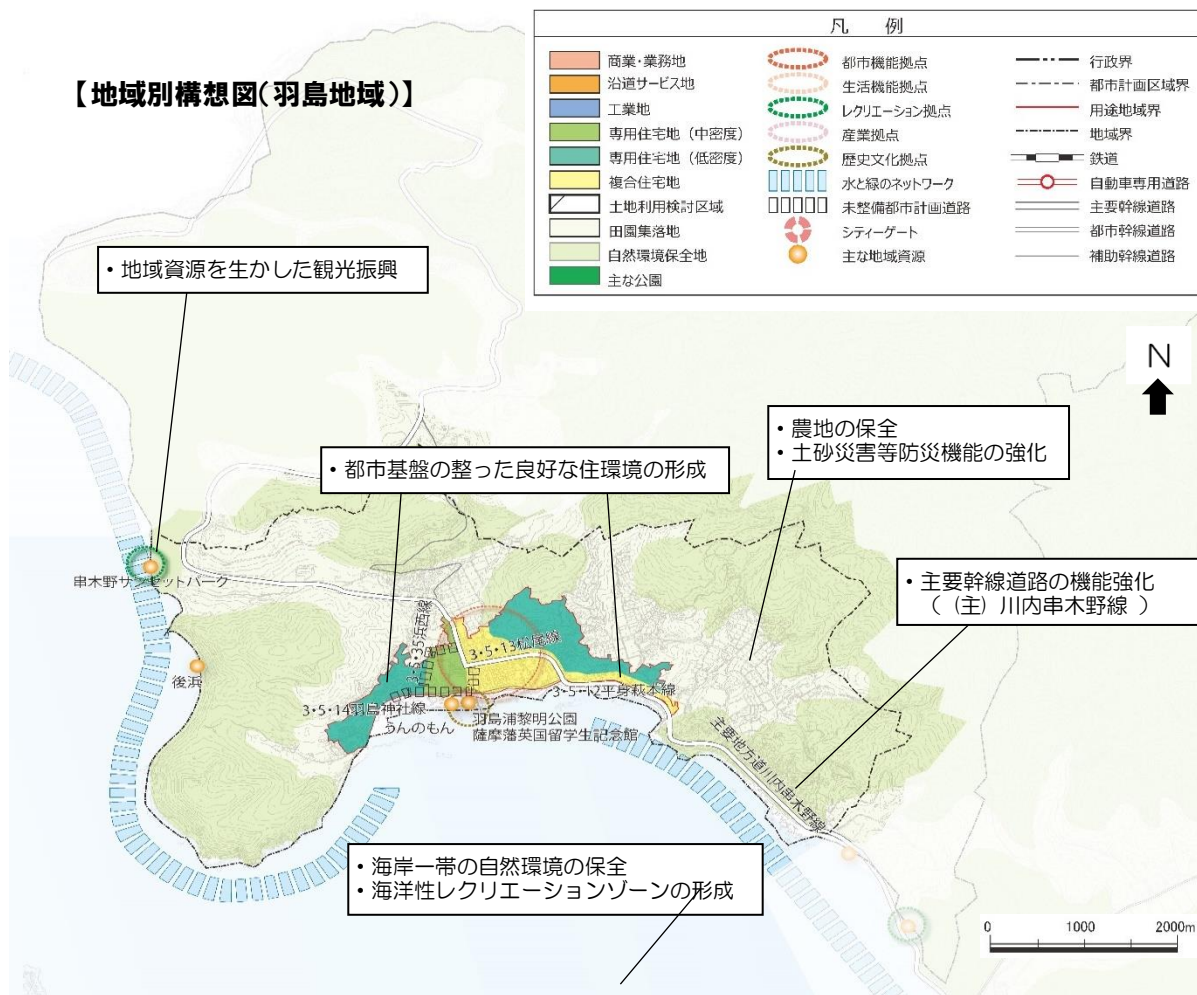 【地域別構想図(羽島地域)】
凡 例
商業・業務地
沿道サービス地
工業地
専用住宅地（中密度）
専用住宅地（低密度）
複合住宅地
土地利用検討区域
田園集落地
自然環境保全地
主な公園
都市機能拠点
生活機能拠点
レクリエーション拠点
産業拠点
歴史文化拠点
水と緑のネットワーク
未整備都市計画道路
シティーゲート
主な地域資源
行政界
都市計画区域界
用途地域界
地域界
鉄道
自動車専用道路
主要幹線道路
都市幹線道路
補助幹線道路
・地域資源を生かした観光振興
N
・農地の保全
・土砂災害等防災機能の強化
・都市基盤の整った良好な住環境の形成
串木野サンセットパーク
・主要幹線道路の機能強化
（（主）川内串木野線 ）
3・5・35浜西線
3・5・13松尾線
後浜
3・5・14羽島神社線
3・5・12平身萩本線
うんのもん
羽島浦黎明公園
薩摩藩英国留学生記念館
主要地方道川内串木野線
・海岸一帯の自然環境の保全
・海洋性レクリエーションゾーンの形成
0 1000 2000m